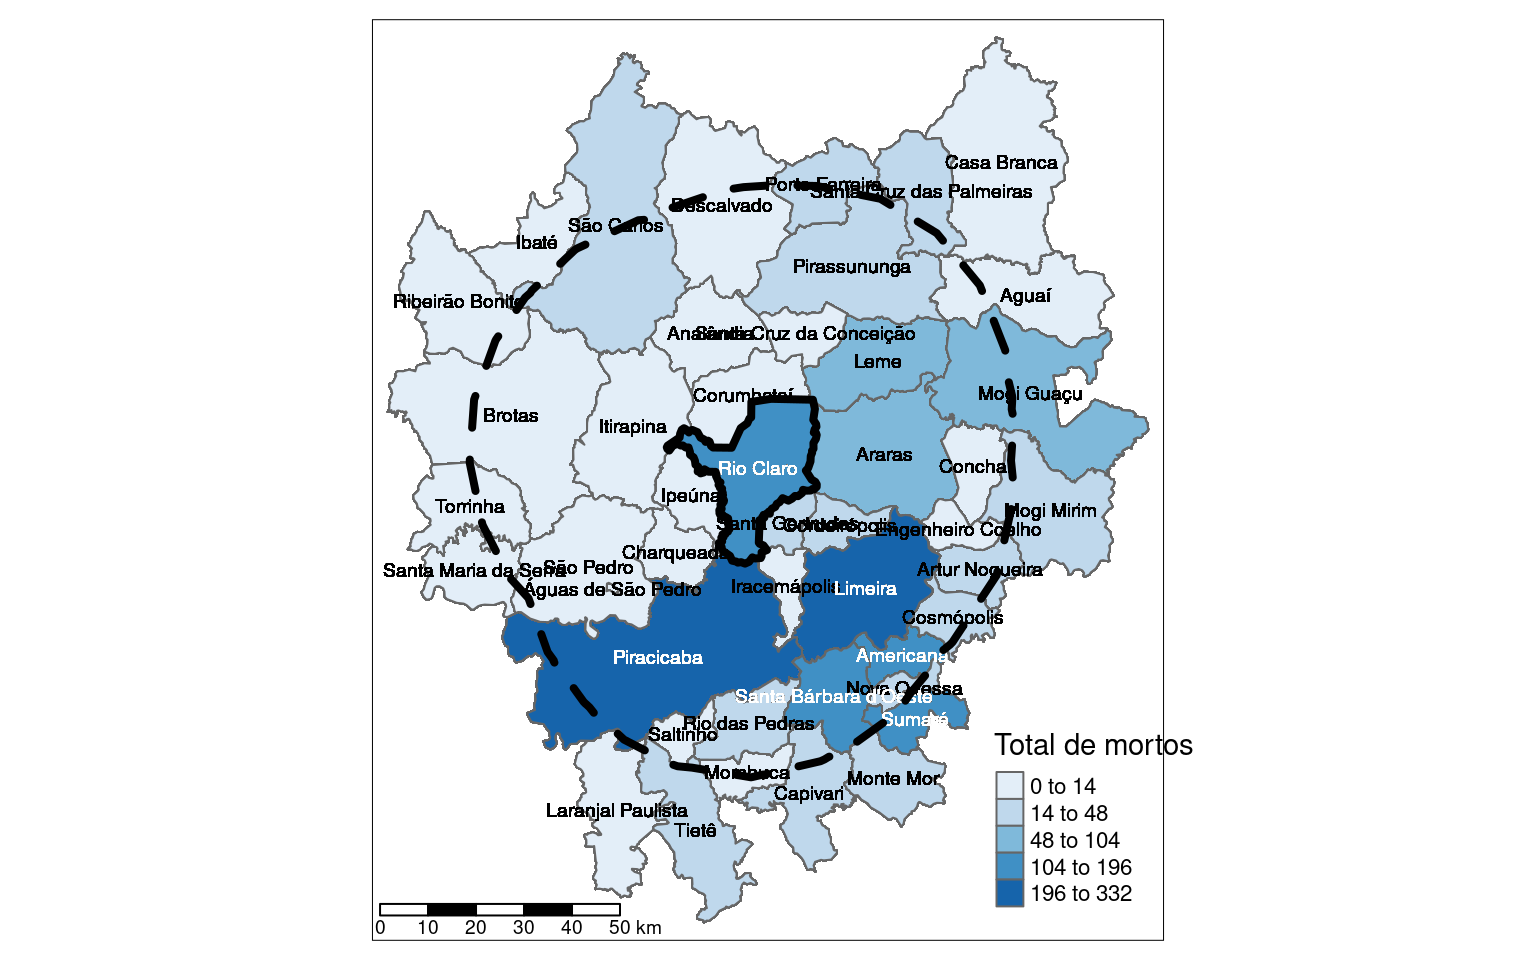 Casa Branca
Porto Ferreira
Santa Cruz das Palmeiras
Descalvado
São Carlos
Ibaté
Pirassununga
Ribeirão Bonito
Aguaí
Analândia
Santa Cruz da Conceição
Leme
Corumbataí
Mogi Guaçu
Brotas
Itirapina
Araras
Rio Claro
Conchal
Ipeúna
Torrinha
Mogi Mirim
Santa Gertrudes
Cordeirópolis
Engenheiro Coelho
Charqueada
São Pedro
Santa Maria da Serra
Artur Nogueira
Águas de São Pedro
Iracemápolis
Limeira
Cosmópolis
Piracicaba
Americana
Nova Odessa
Santa Bárbara d'Oeste
Sumaré
Rio das Pedras
Saltinho
Mombuca
Monte Mor
Capivari
Laranjal Paulista
Tietê
Total de mortos
0 to 14
14 to 48
48 to 104
104 to 196
196 to 332
0 10 20 30 40 50 km